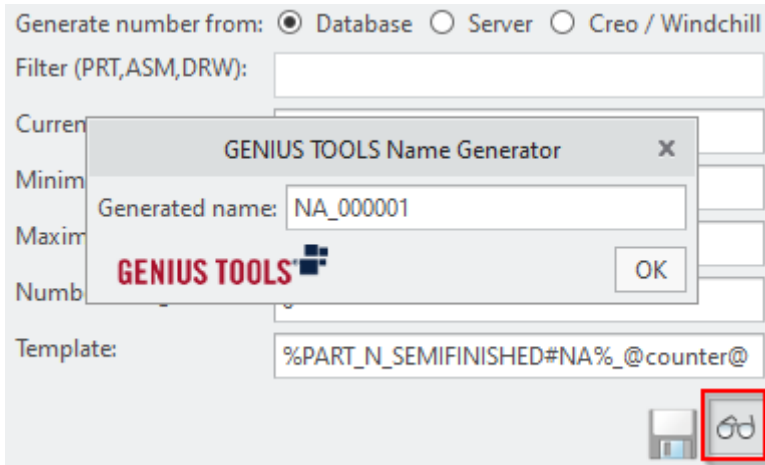 Generate number from: Database Server Creo / Windchill
Filter (PRT,ASM,DRW):
GENIUS TOOLS Name Generator x
Generated name: NA_000001
GENIUS TOOLS
OK
Template: %PART_N_SEMIFINISHED#NA%_@counter@